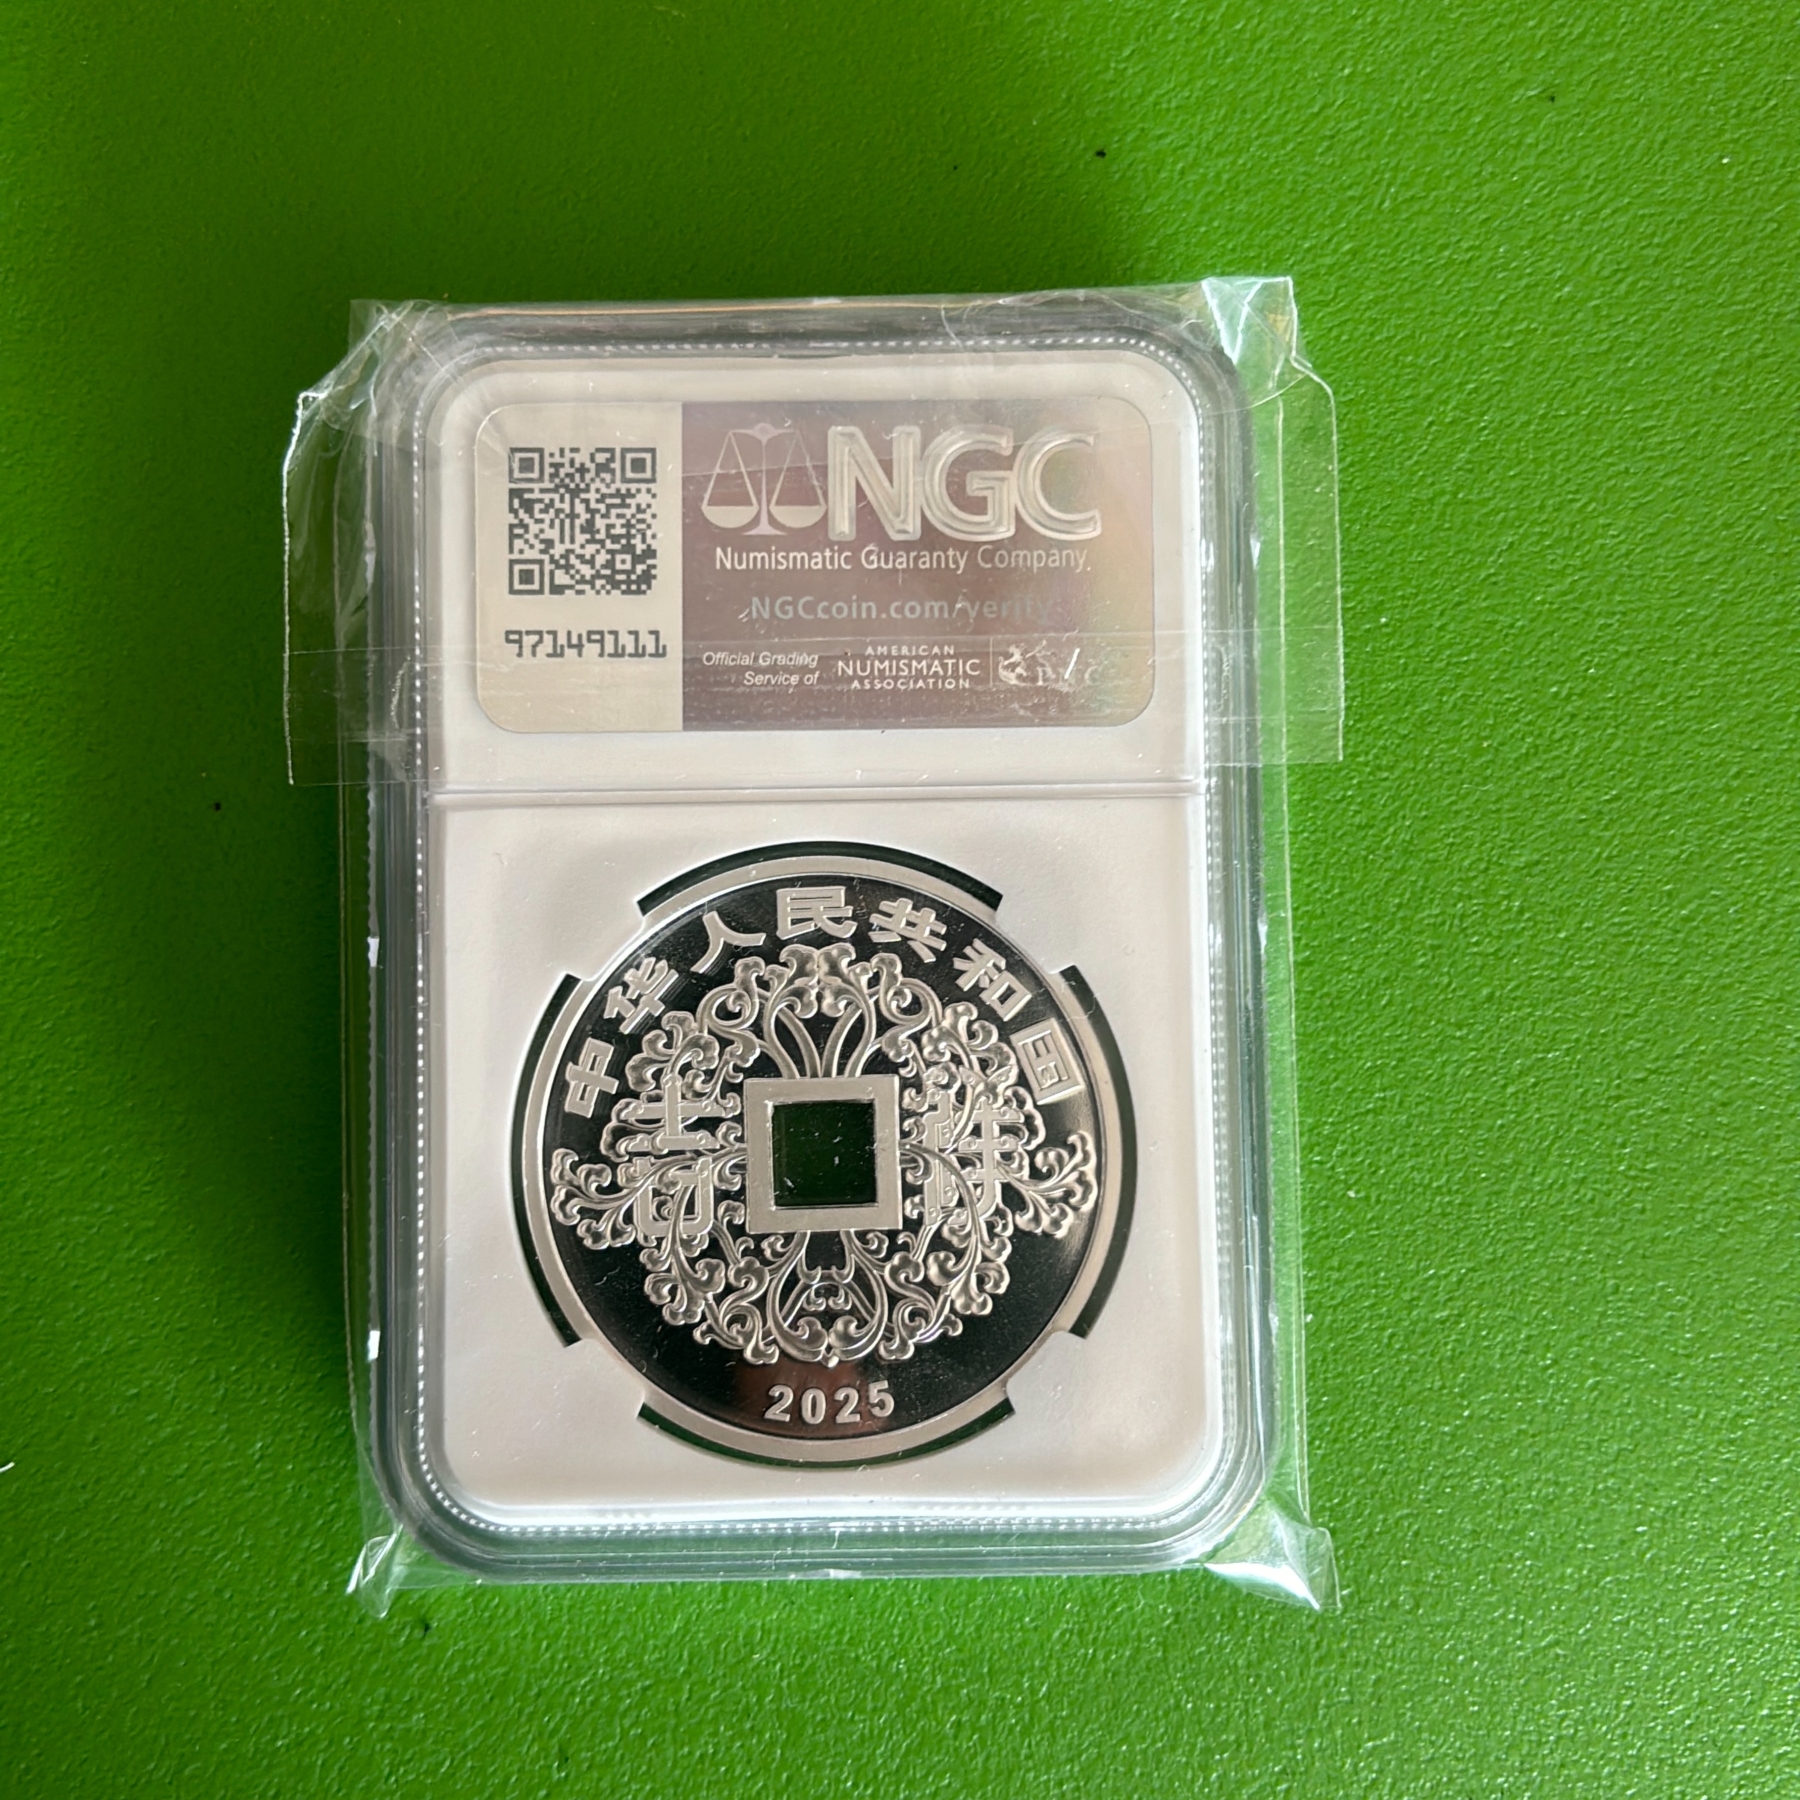 NGC
Numismatic Guaranty Company
NGCcoin.com/verify
97149111
Official Grading
Service of
AMERICAN
NUMISMATIC
ASSOCIATION
PNG
中华人民共和国
吉祥
2025